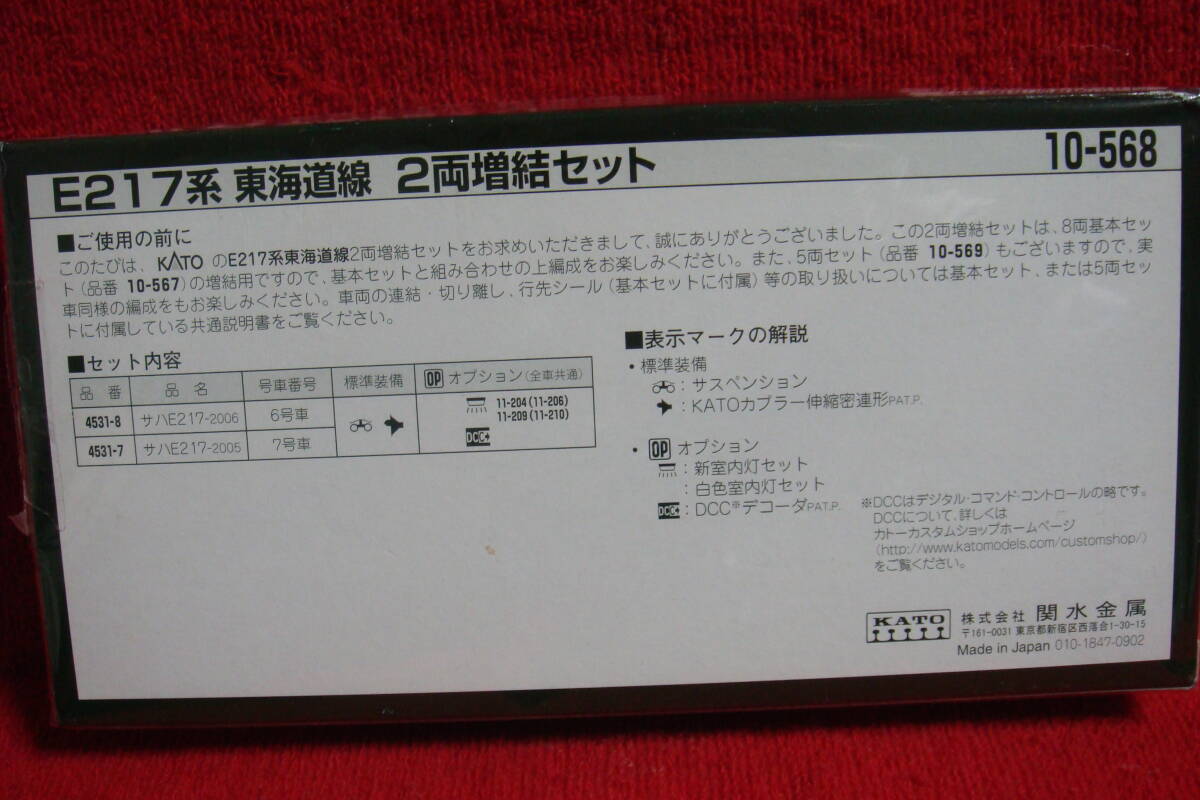 E217系 東海道線 2両増結セット 10-568
■ご使用の前に
このたびは、KATOのE217系東海道線2両増結セットをお求めいただきまして、誠にありがとうございました。この2両増結セットは、8両基本セッ
ト(品番 10-567)の増結用ですので、基本セットと組み合わせの上編成をお楽しみください。また、5両セット(品番 10-569)もございますので、実
車同様の編成をもお楽しみください。車両の連結・切り離し、行先シール(基本セットに付属)等の取り扱いについては基本セット、または5両セッ
トに付属している共通説明書をご覧ください。
■セット内容
品番 品名 号車番号 標準装備 OP オプション(全車共通)
4531-8 サハE217-2006 6号車 11-204(11-206)
11-209(11-210)
4531-7 サハE217-2005 7号車 DCC
■表示マークの解説
・標準装備
：サスペンション
：KATOカプラー伸縮密連形PAT.P.
・OP オプション
：新室内灯セット
：白色室内灯セット
DCC：DCC※デコーダPAT.P.
※DCCはデジタル・コマンド・コントロールの略です。
DCCについて、詳しくは
カトーカスタムショップホームページ
(http://www.katomodels.com/customshop/)
をご覧ください。
KATO 株式会社 関水金属
〒161-0031 東京都新宿区西落合1-30-15
Made in Japan 010-1847-0902